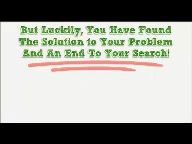 But Luckily, You Have Found
The Solution to Your Problem
And An End To Your Search!